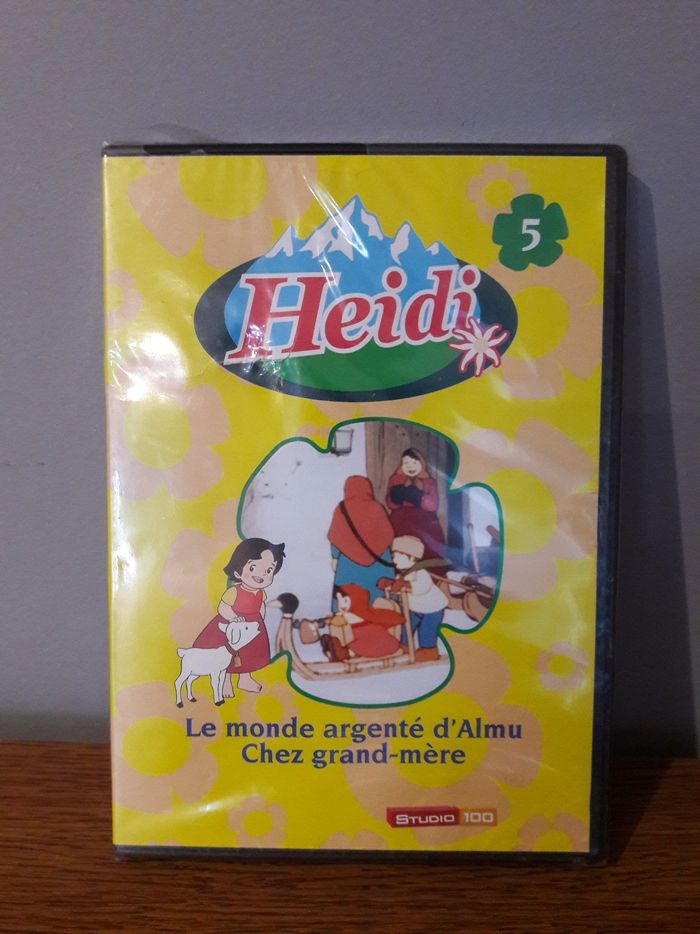 5
Heidi
Le monde argenté d'Almu
Chez grand-mère
STUDIO 100